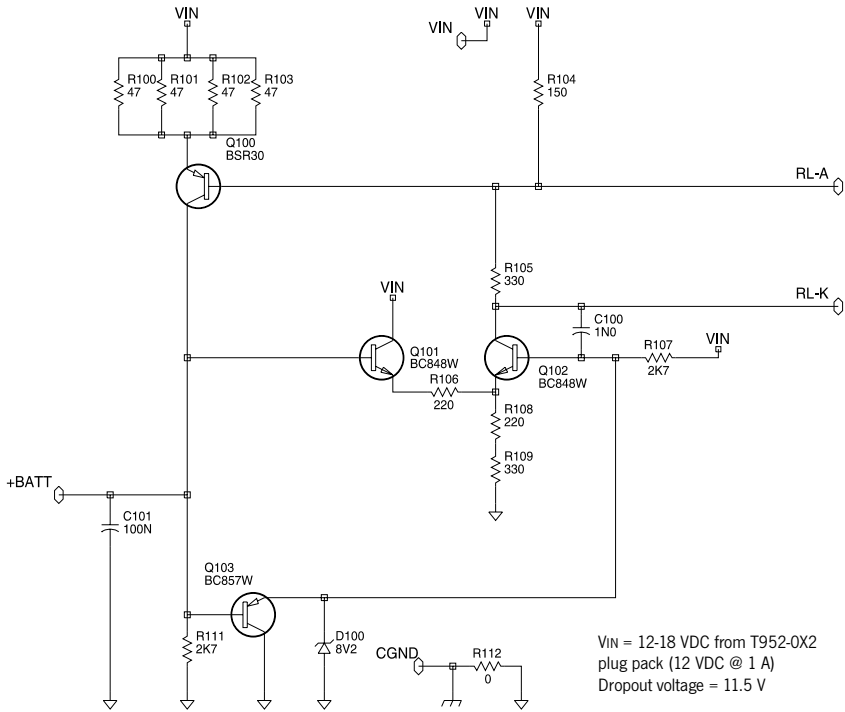 VIN
VIN
VIN
VIN
R100
47
R101
47
R102
47
R103
47
R104
150
Q100
BSR30
RL-A
R105
330
RL-K
VIN
C100
1N0
R107
2K7
VIN
Q101
BC848W
Q102
BC848W
R106
220
R108
220
R109
330
+BATT
C101
100N
Q103
BC857W
R111
2K7
D100
8V2
CGND
R112
0
VIN = 12-18 VDC from T952-0X2
plug pack (12 VDC @ 1 A)
Dropout voltage = 11.5 V